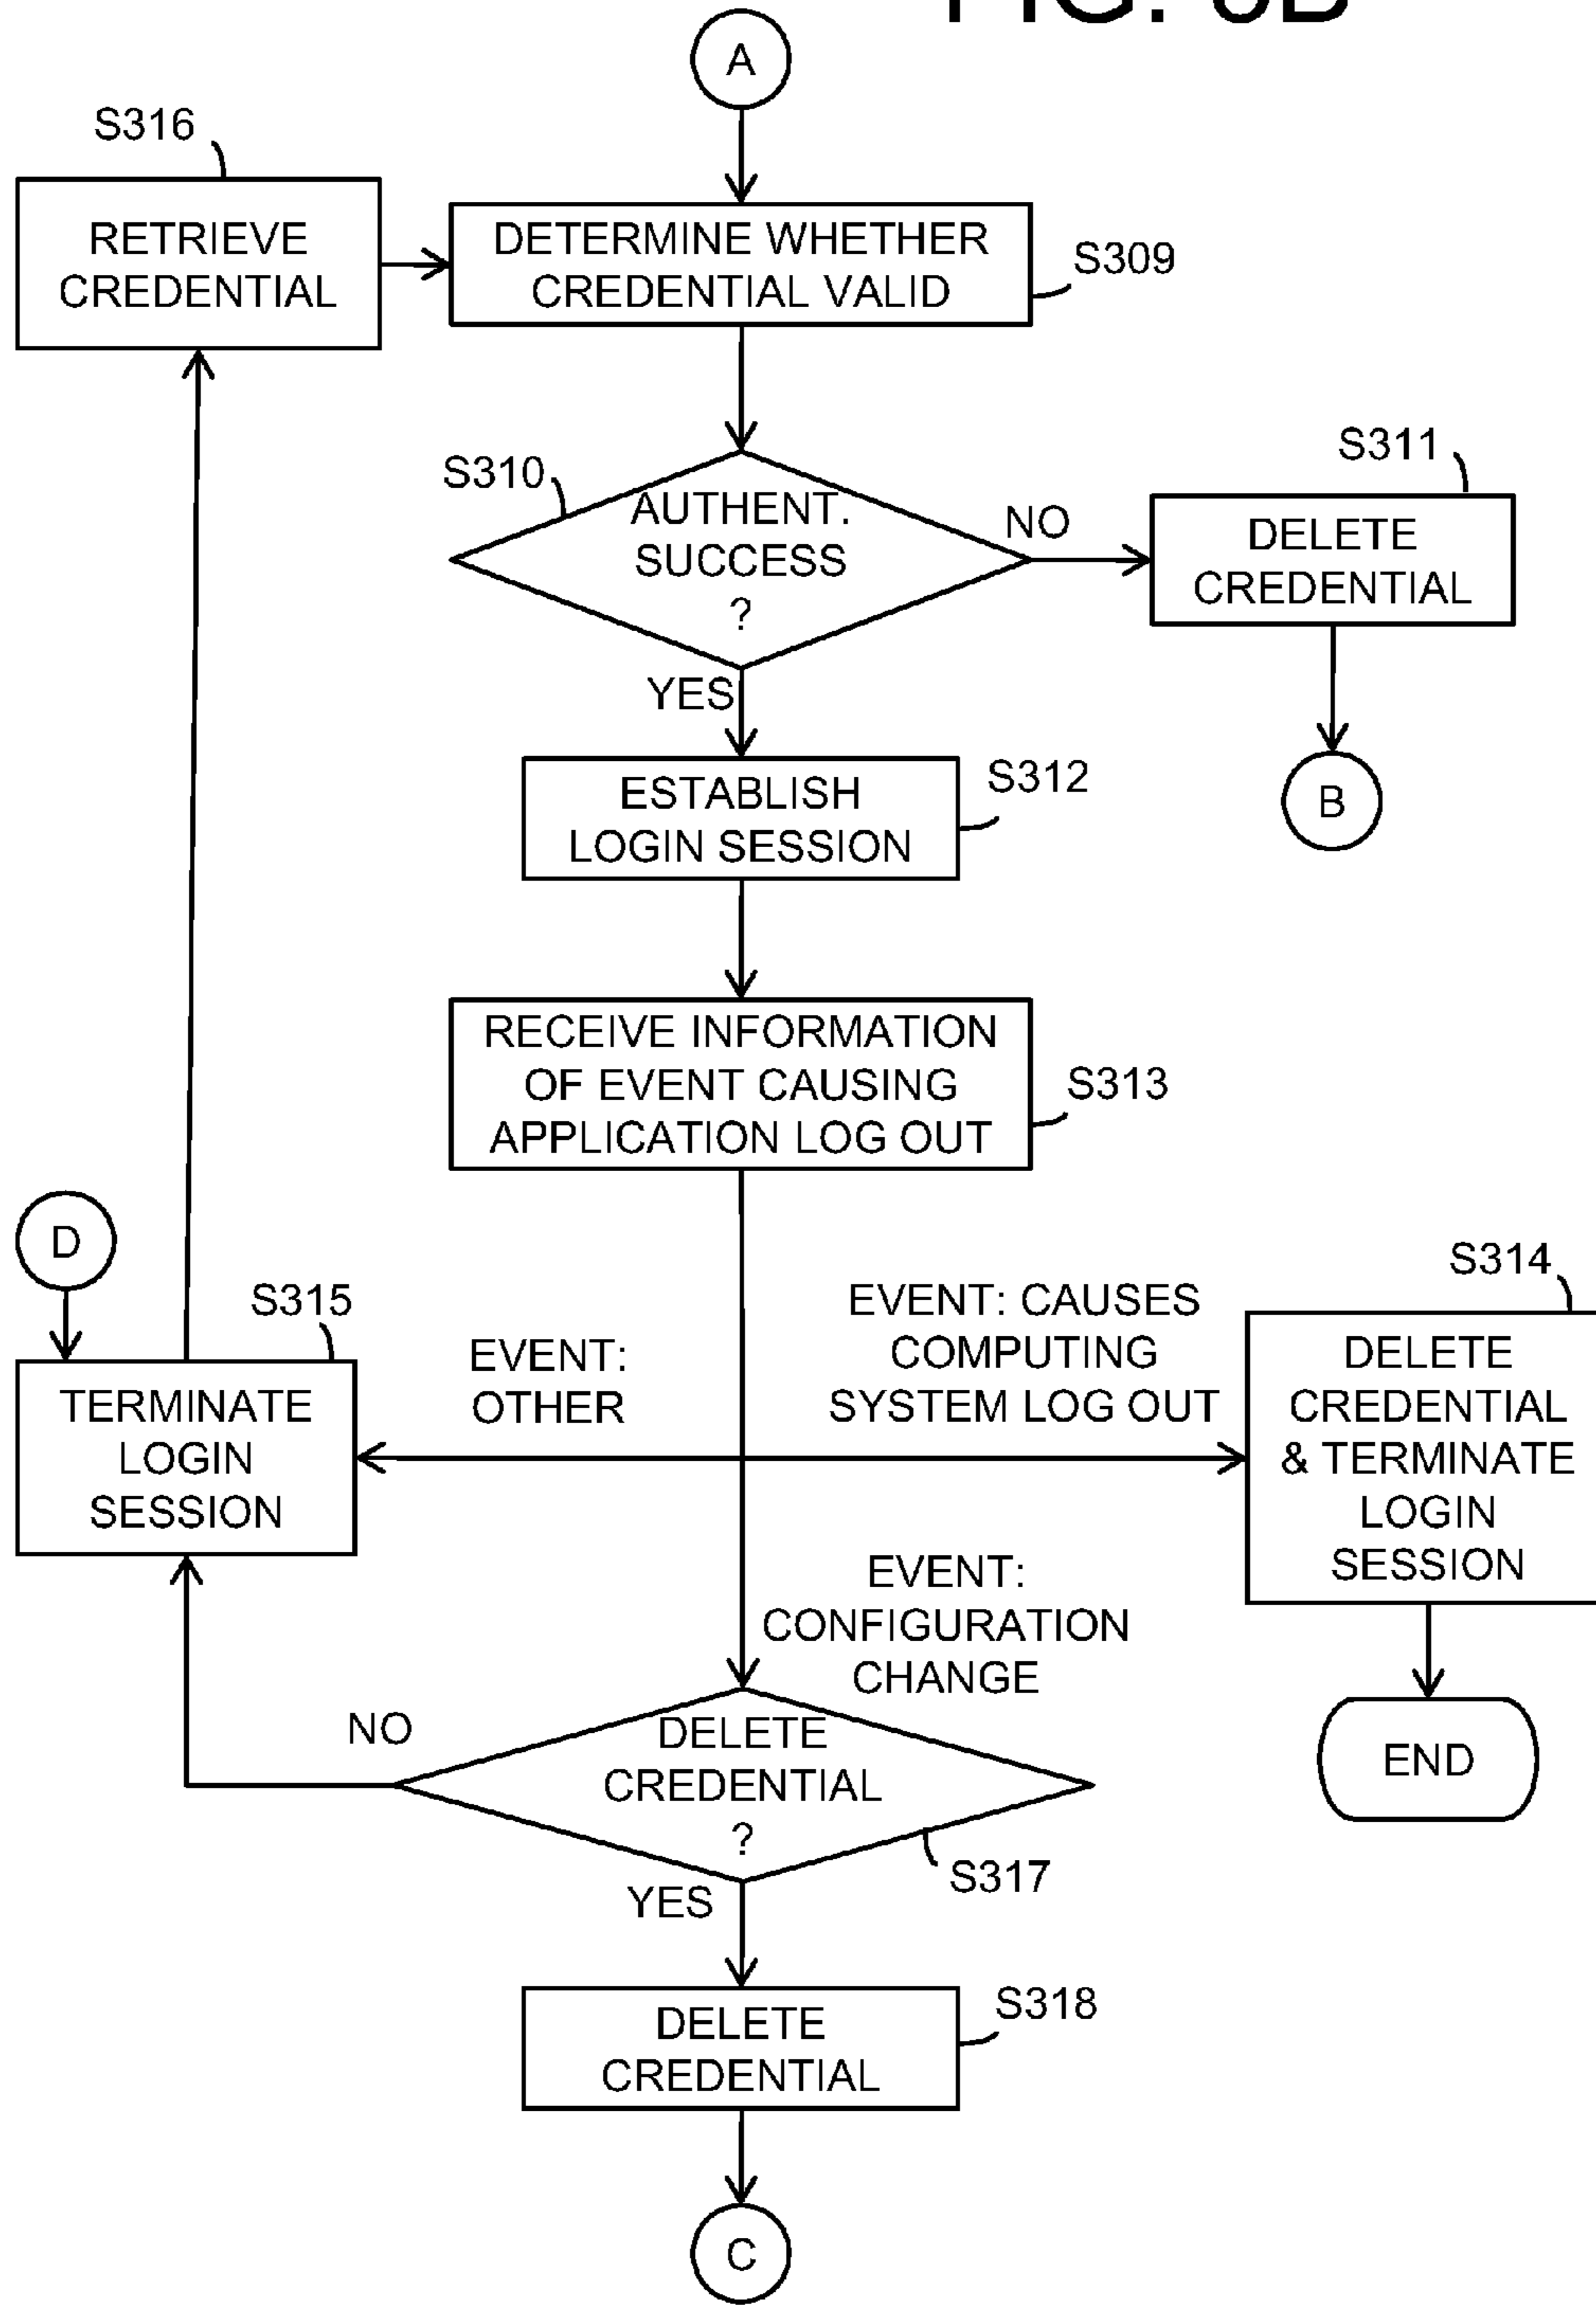 A
S316
RETRIEVE
CREDENTIAL
DETERMINE WHETHER
CREDENTIAL VALID
S309
S310
AUTHENT.
SUCCESS
?
NO
S311
DELETE
CREDENTIAL
B
YES
ESTABLISH
LOGIN SESSION
S312
RECEIVE INFORMATION
OF EVENT CAUSING
APPLICATION LOG OUT
S313
D
S315
TERMINATE
LOGIN
SESSION
EVENT:
OTHER
EVENT: CAUSES
COMPUTING
SYSTEM LOG OUT
S314
DELETE
CREDENTIAL
& TERMINATE
LOGIN
SESSION
END
EVENT:
CONFIGURATION
CHANGE
NO
DELETE
CREDENTIAL
?
S317
YES
DELETE
CREDENTIAL
S318
C